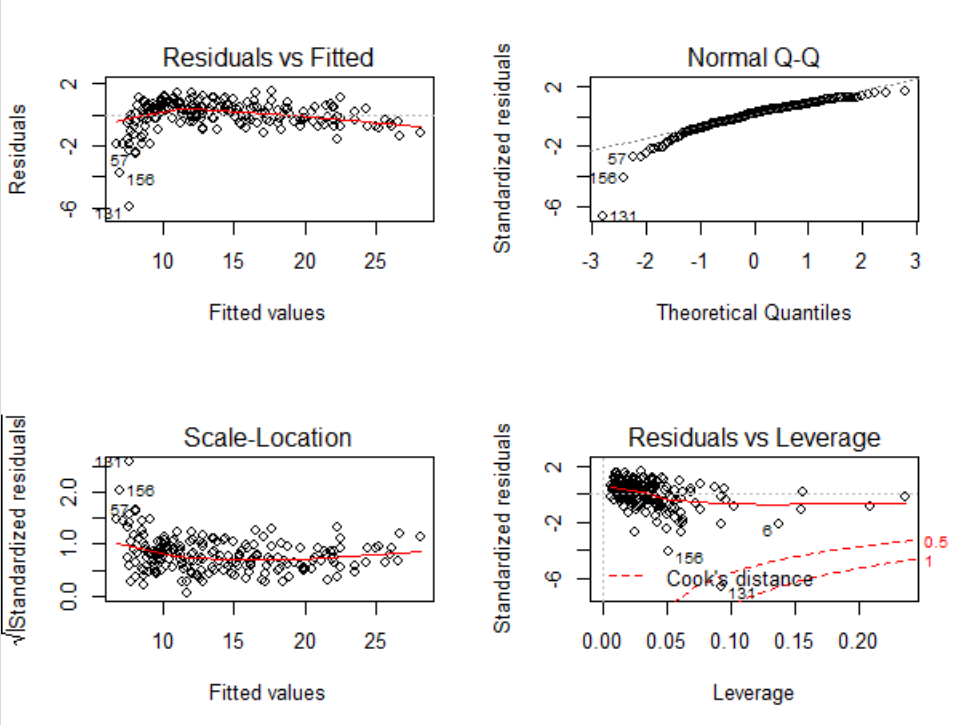 Residuals vs Fitted
Residuals
2
-2
-6
57
156
131
10 15 20 25
Fitted values
Normal Q-Q
Standardized residuals
2
-2
-6
57
156
131
-3 -2 -1 0 1 2 3
Theoretical Quantiles
Scale-Location
√|Standardized residuals|
2.0
1.0
0.0
131
156
57
10 15 20 25
Fitted values
Residuals vs Leverage
Standardized residuals
2
-2
-6
6
156
131
Cook's distance
0.5
1
0.00 0.05 0.10 0.15 0.20
Leverage